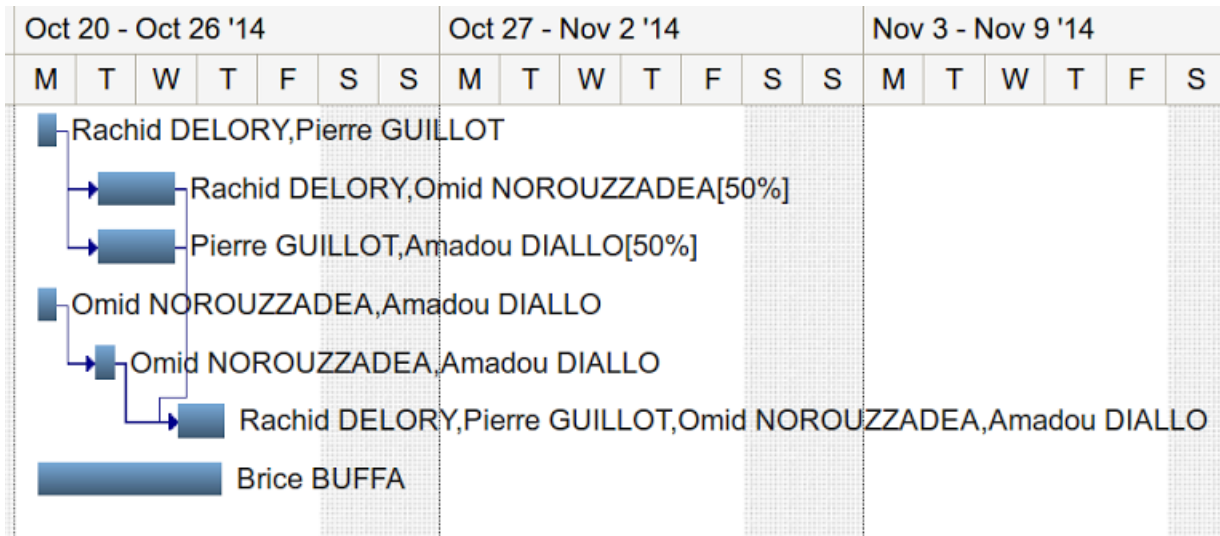 Oct 20 - Oct 26 '14 Oct 27 - Nov 2 '14 Nov 3 - Nov 9 '14
M T W T F S S M T W T F S S M T W T F S
Rachid DELORY,Pierre GUILLOT
Rachid DELORY,Omid NOROUZZADEA[50%]
Pierre GUILLOT,Amadou DIALLO[50%]
Omid NOROUZZADEA,Amadou DIALLO
Omid NOROUZZADEA,Amadou DIALLO
Rachid DELORY,Pierre GUILLOT,Omid NOROUZZADEA,Amadou DIALLO
Brice BUFFA